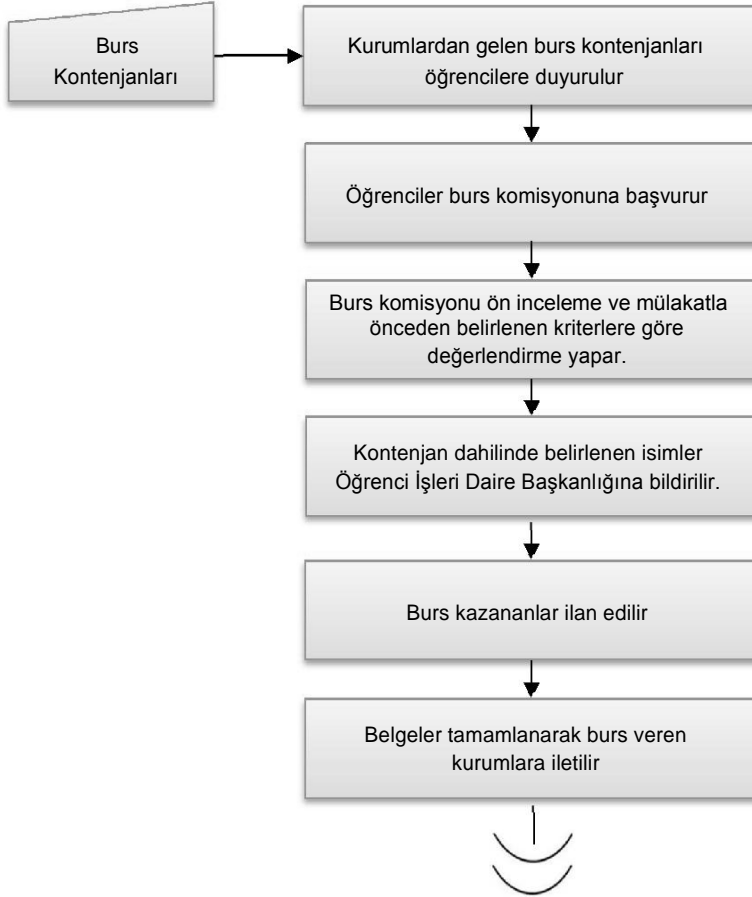 Burs
Kontenjanları
Kurumlardan gelen burs kontenjanları
öğrencilere duyurulur
Öğrenciler burs komisyonuna başvurur
Burs komisyonu ön inceleme ve mülakatla
önceden belirlenen kriterlere göre
değerlendirme yapar.
Kontenjan dahilinde belirlenen isimler
Öğrenci İşleri Daire Başkanlığına bildirilir.
Burs kazananlar ilan edilir
Belgeler tamamlanarak burs veren
kurumlara iletilir